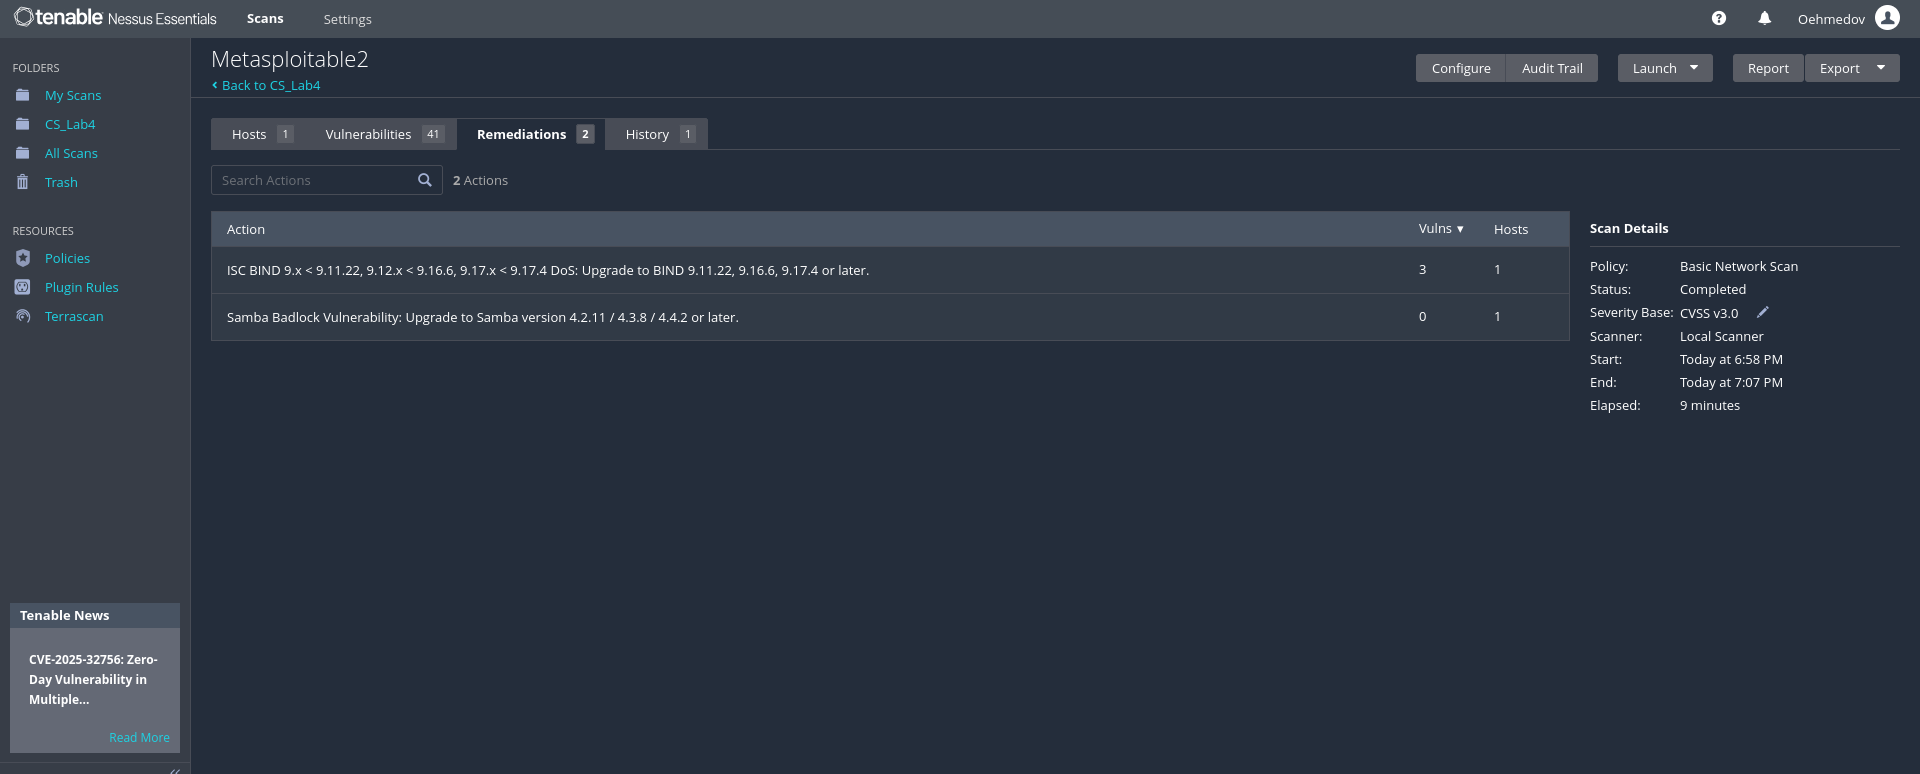 tenable Nessus Essentials
Scans
Settings
Oehmedov
FOLDERS
My Scans
CS_Lab4
All Scans
Trash
RESOURCES
Policies
Plugin Rules
Terrascan
Tenable News
CVE-2025-32756: Zero-
Day Vulnerability in
Multiple...
Read More
Metasploitable2
Back to CS_Lab4
Configure
Audit Trail
Launch
Report
Export
Hosts 1
Vulnerabilities 41
Remediations 2
History 1
Search Actions
2 Actions
Action Vulns ▼ Hosts
ISC BIND 9.x < 9.11.22, 9.12.x < 9.16.6, 9.17.x < 9.17.4 DoS: Upgrade to BIND 9.11.22, 9.16.6, 9.17.4 or later. 3 1
Samba Badlock Vulnerability: Upgrade to Samba version 4.2.11 / 4.3.8 / 4.4.2 or later. 0 1
Scan Details
Policy: Basic Network Scan
Status: Completed
Severity Base: CVSS v3.0
Scanner: Local Scanner
Start: Today at 6:58 PM
End: Today at 7:07 PM
Elapsed: 9 minutes